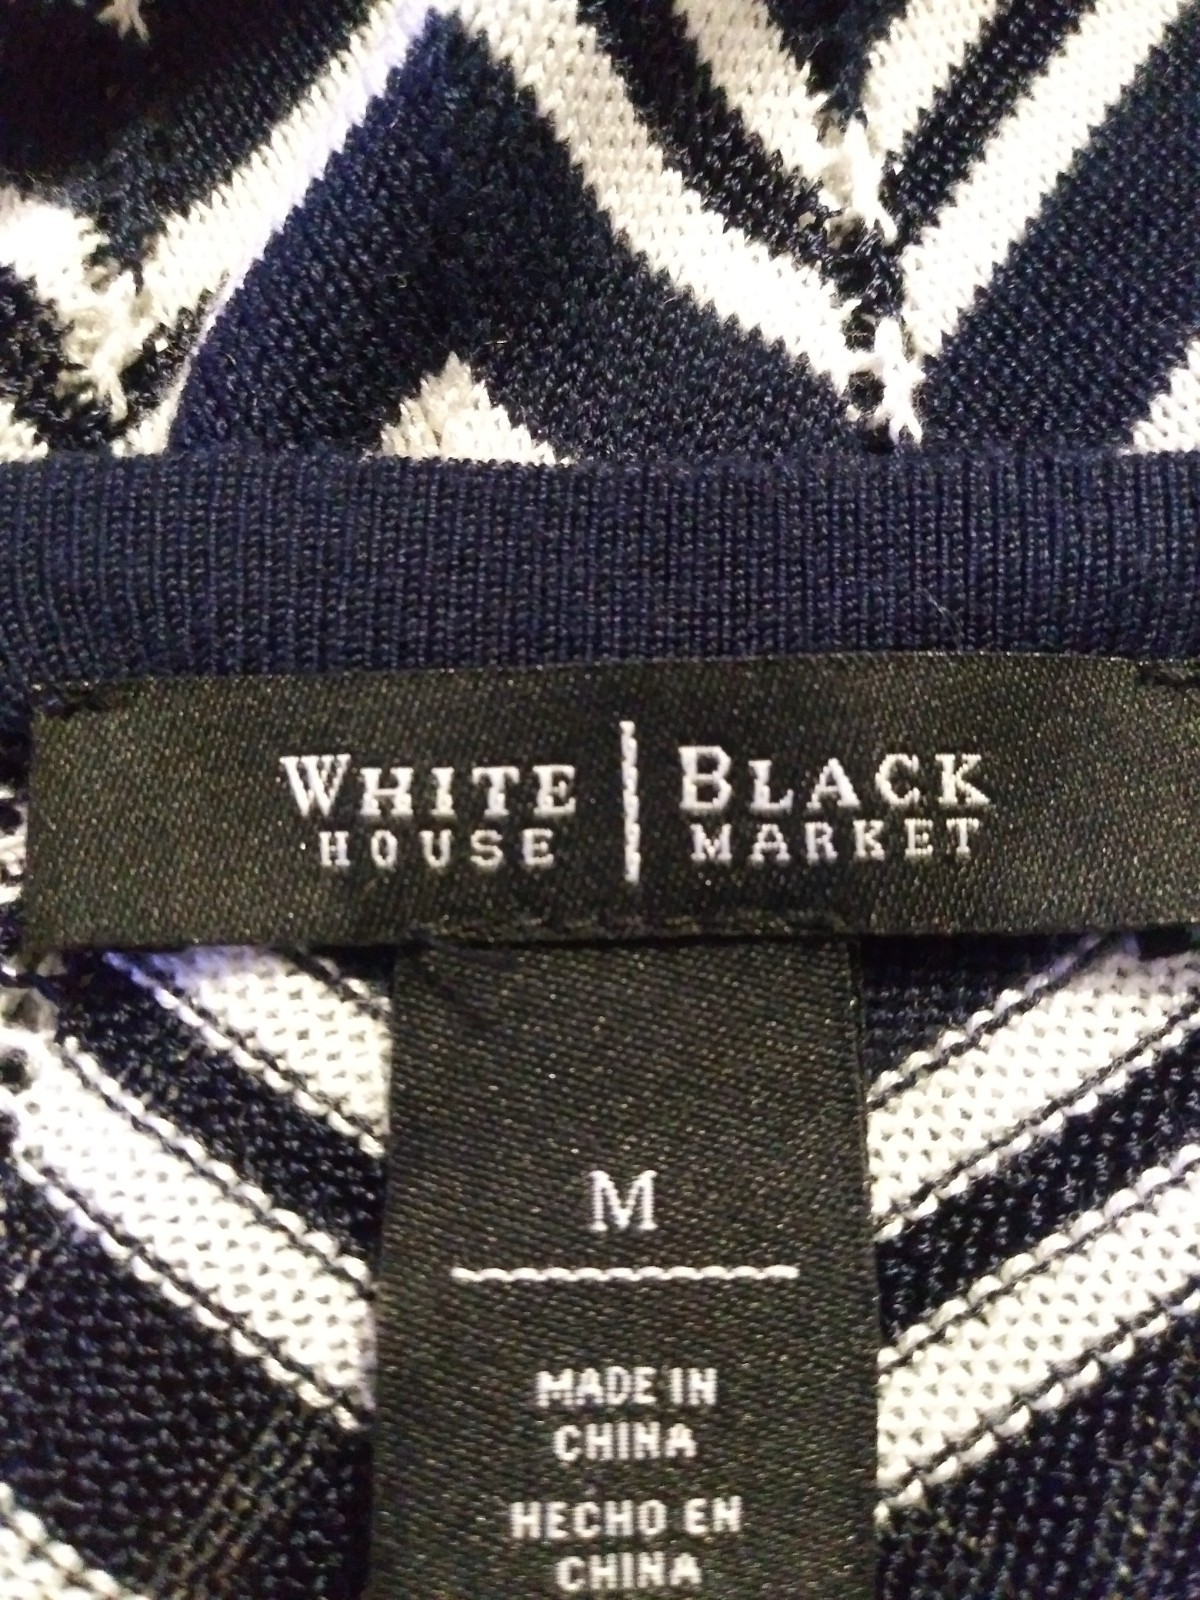 WHITE | BLACK
HOUSE | MARKET
M
MADE IN
CHINA
HECHO EN
CHINA